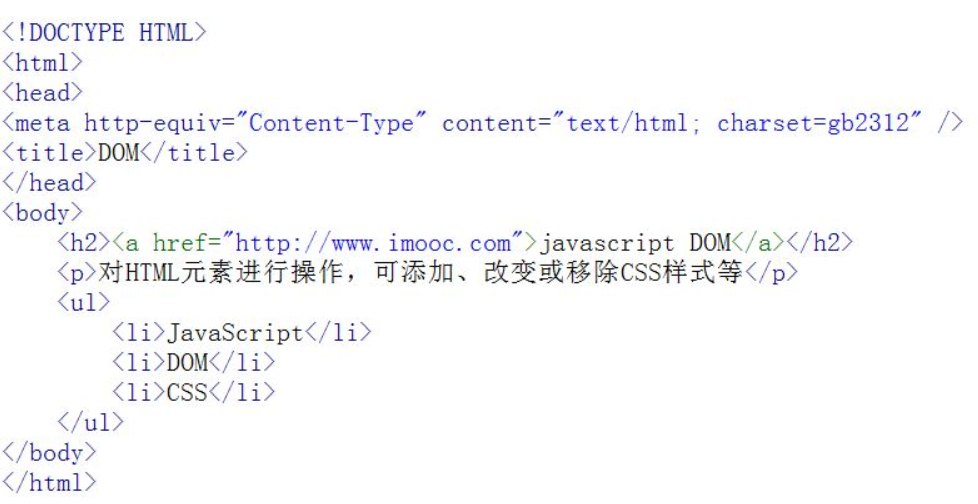 <!DOCTYPE HTML>
<html>
<head>
<meta http-equiv="Content-Type" content="text/html; charset=gb2312" />
<title>DOM</title>
</head>
<body>
    <h2><a href="http://www.imooc.com">javascript DOM</a></h2>
    <p>对HTML元素进行操作，可添加、改变或移除CSS样式等</p>
    <ul>
        <li>JavaScript</li>
        <li>DOM</li>
        <li>CSS</li>
    </ul>
</body>
</html>